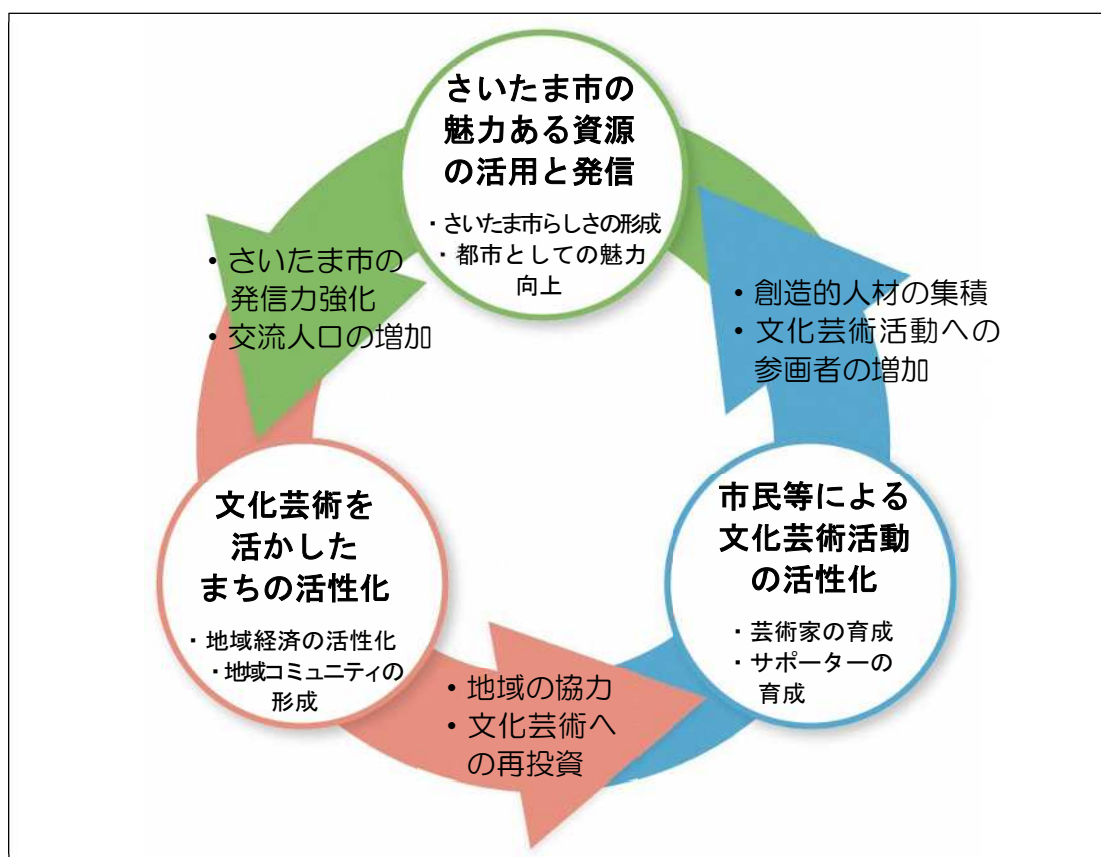 さいたま市の
魅力ある資源
の活用と発信
・さいたま市らしさの形成
・都市としての魅力
向上
・さいたま市の
発信力強化
・交流人口の増加
・創造的人材の集積
・文化芸術活動への
参画者の増加
文化芸術を
活かした
まちの活性化
・地域経済の活性化
・地域コミュニティの
形成
市民等による
文化芸術活動
の活性化
・芸術家の育成
・サポーターの
育成
・地域の協力
・文化芸術へ
の再投資